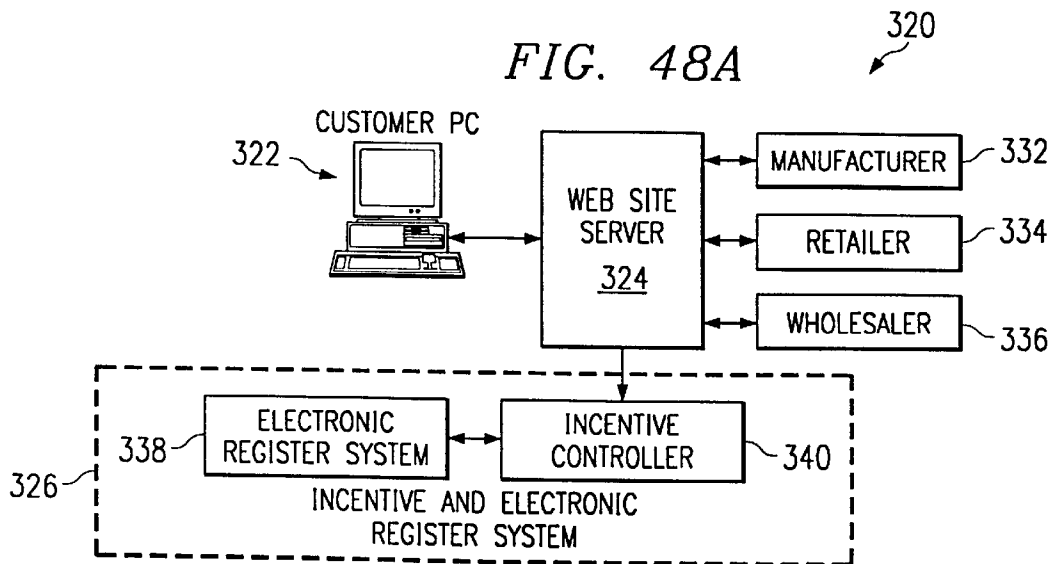 320
FIG. 48A
CUSTOMER PC
322
WEB SITE
SERVER
324
MANUFACTURER
332
RETAILER
334
WHOLESALER
336
ELECTRONIC
REGISTER SYSTEM
338
INCENTIVE
CONTROLLER
340
326
INCENTIVE AND ELECTRONIC
REGISTER SYSTEM